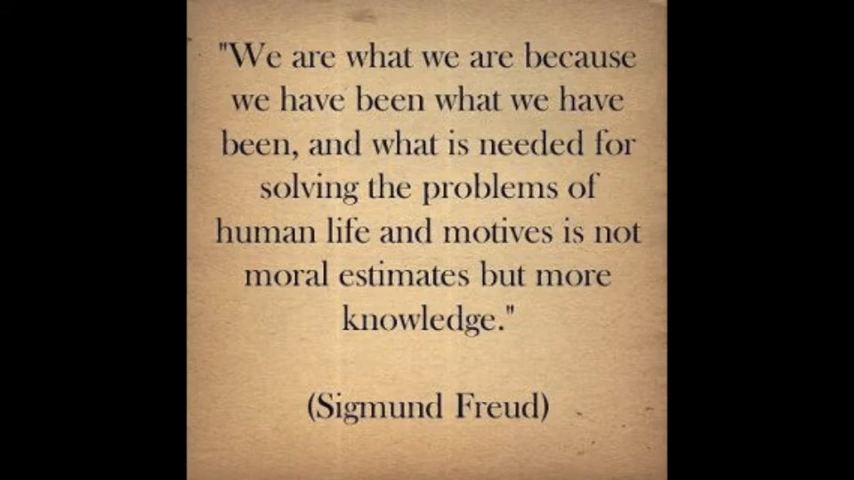 "We are what we are because
we have been what we have
been, and what is needed for
solving the problems of
human life and motives is not
moral estimates but more
knowledge."
(Sigmund Freud)